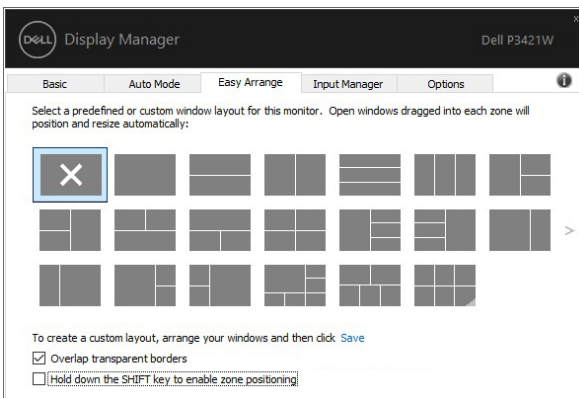 DELL Display Manager
Dell P3421W
Basic
Auto Mode
Easy Arrange
Input Manager
Options
Select a predefined or custom window layout for this monitor. Open windows dragged into each zone will
position and resize automatically:
To create a custom layout, arrange your windows and then click Save
Overlap transparent borders
Hold down the SHIFT key to enable zone positioning